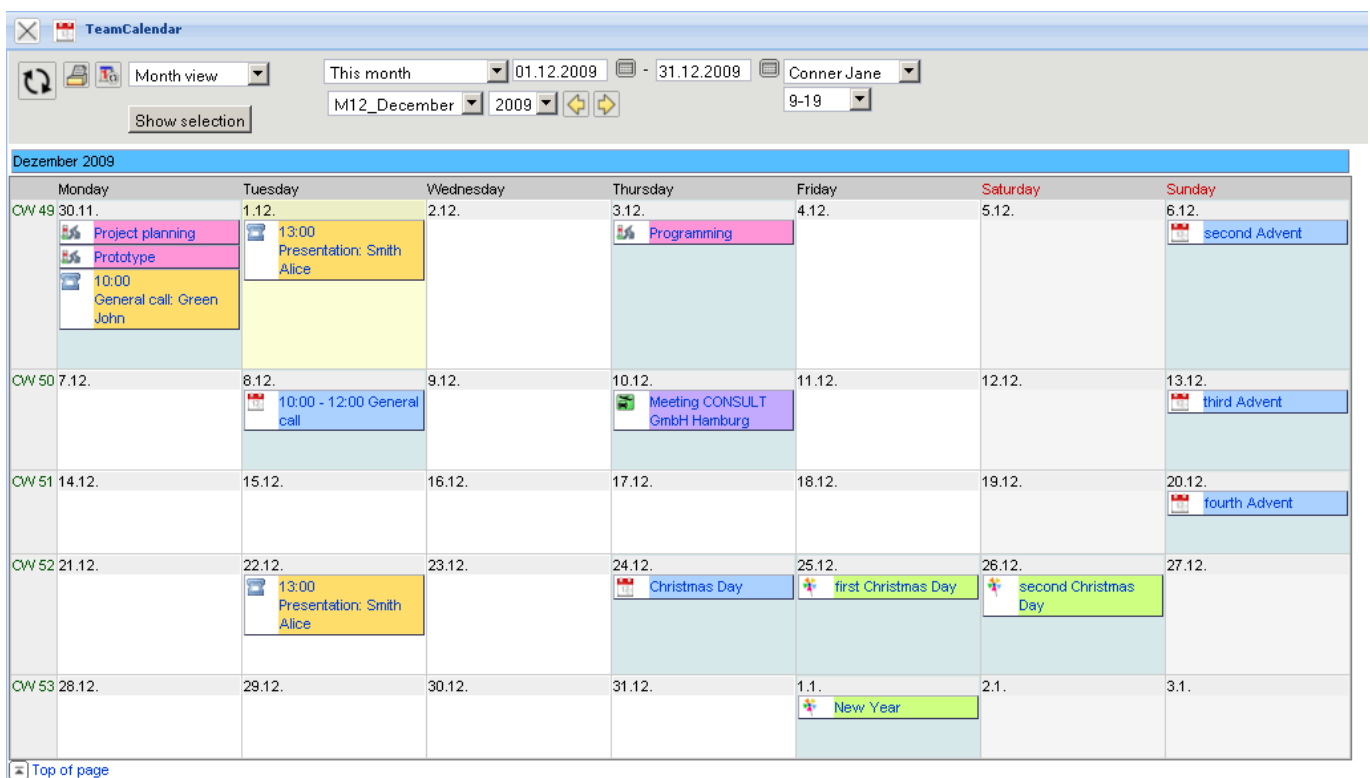 TeamCalendar
Month view
This month 01.12.2009 - 31.12.2009 Conner Jane
M12_December 2009 9-19
Show selection
Dezember 2009
Monday Tuesday Wednesday Thursday Friday Saturday Sunday
CW 49 30.11. 1.12. 2.12. 3.12. 4.12. 5.12. 6.12.
Project planning
Prototype
10:00
General call: Green
John
13:00
Presentation: Smith
Alice
Programming
second Advent
CW 50 7.12. 8.12. 9.12. 10.12. 11.12. 12.12. 13.12.
10:00 - 12:00 General
call
Meeting CONSULT
GmbH Hamburg
third Advent
CW 51 14.12. 15.12. 16.12. 17.12. 18.12. 19.12. 20.12.
fourth Advent
CW 52 21.12. 22.12. 23.12. 24.12. 25.12. 26.12. 27.12.
13:00
Presentation: Smith
Alice
Christmas Day
first Christmas Day
second Christmas
Day
CW 53 28.12. 29.12. 30.12. 31.12. 1.1. 2.1. 3.1.
New Year
Top of page